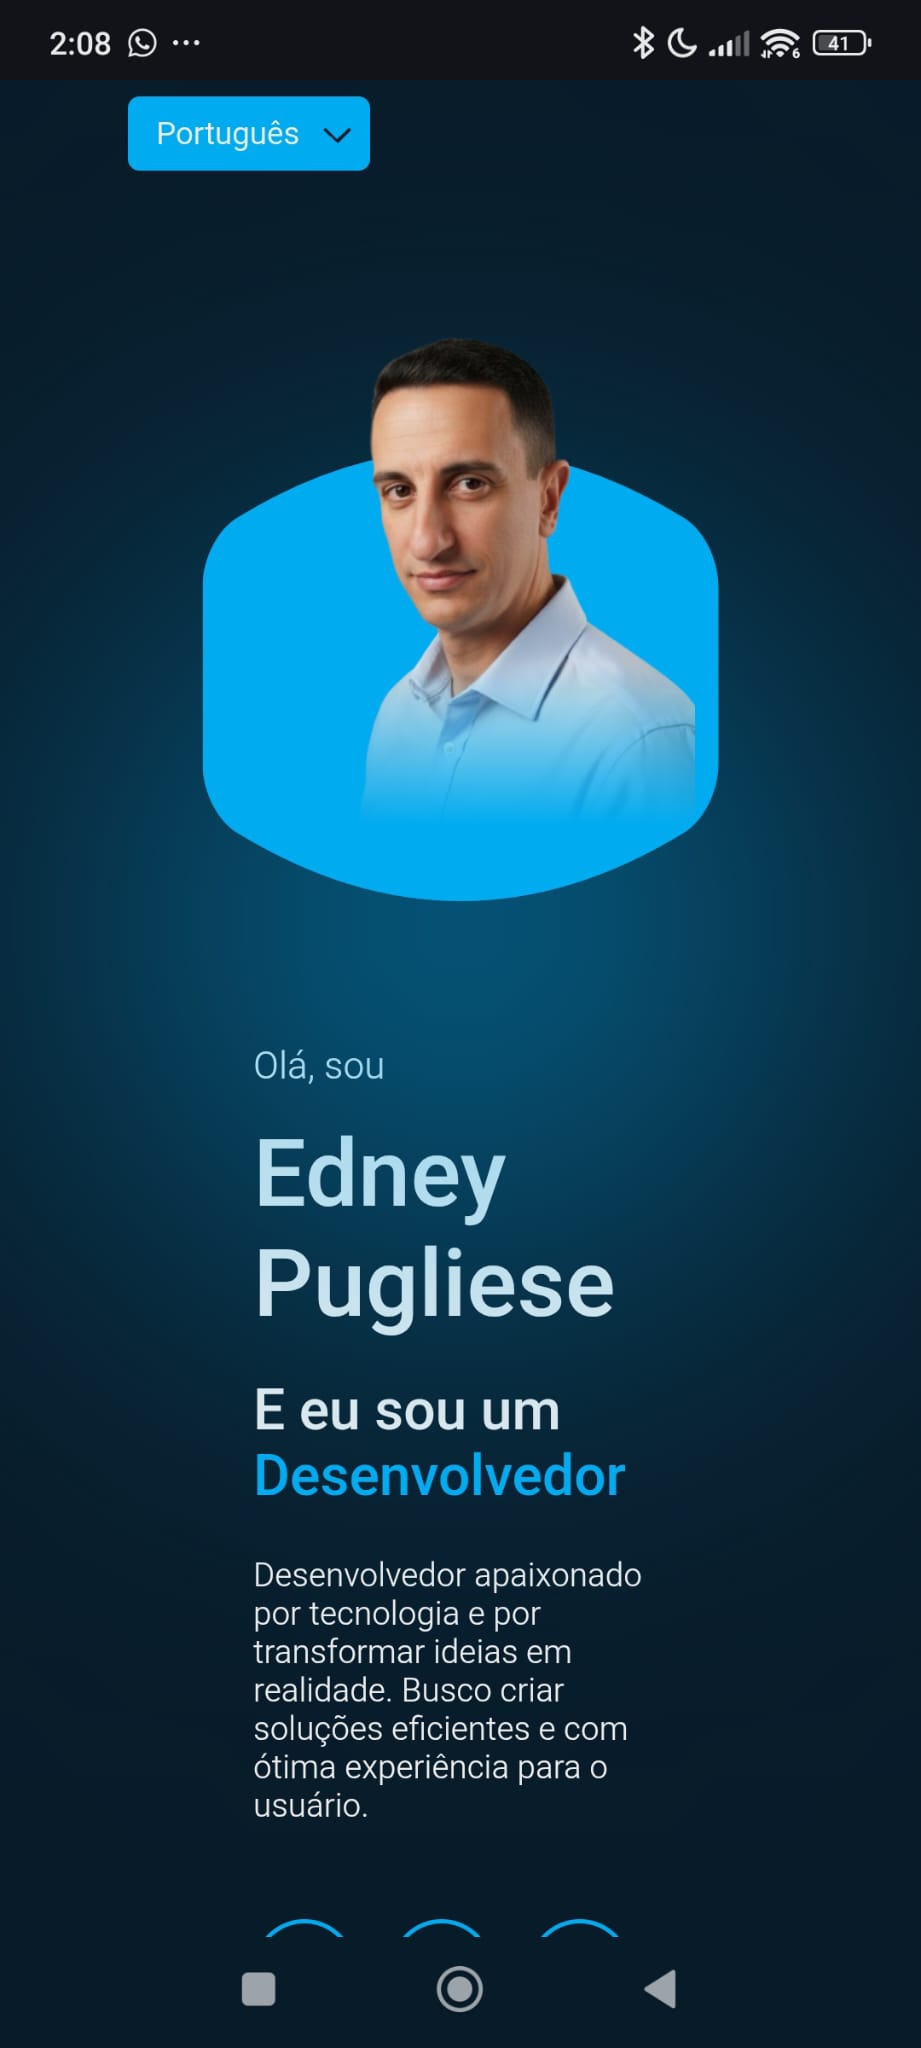 2:08
41
Português
Olá, sou
Edney
Pugliese
E eu sou um
Desenvolvedor
Desenvolvedor apaixonado
por tecnologia e por
transformar ideias em
realidade. Busco criar
soluções eficientes e com
ótima experiência para o
usuário.